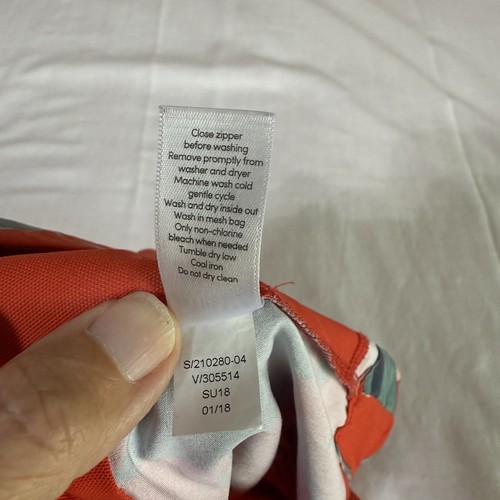 Close zipper
before washing
Remove promptly from
washer and dryer
Machine wash cold
gentle cycle
Wash and dry inside out
Wash in mesh bag
Only non-chlorine
bleach when needed
Tumble dry low
Cool iron
Do not dry clean
S/210280-04
V/305514
SU18
01/18